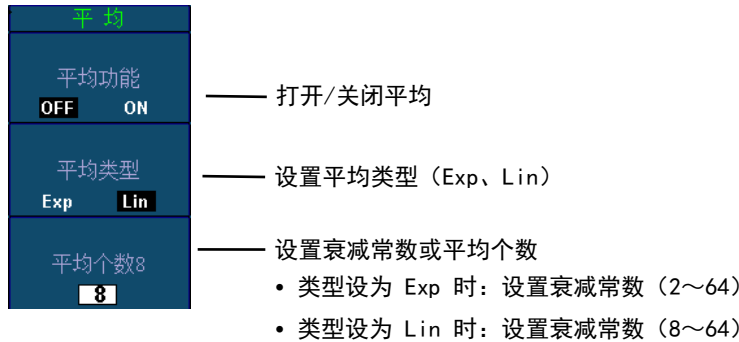 平 均
平均功能
OFF ON
打开/关闭平均
平均类型
Exp Lin
设置平均类型（Exp、Lin）
平均个数8
8
设置衰减常数或平均个数
• 类型设为 Exp 时：设置衰减常数（2～64）
• 类型设为 Lin 时：设置衰减常数（8～64）